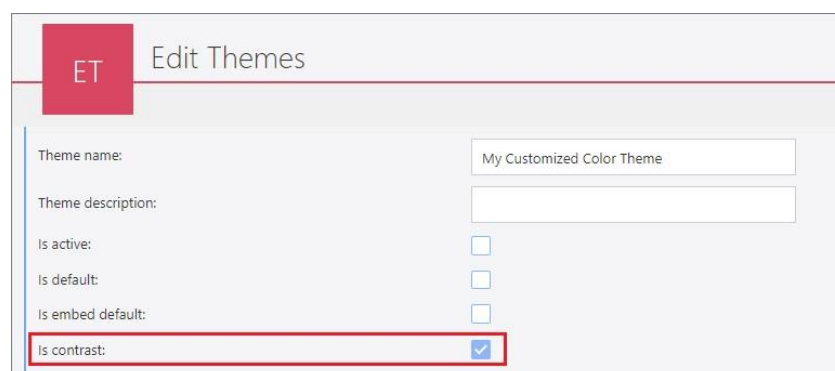 ET
Edit Themes
Theme name:
My Customized Color Theme
Theme description:
Is active:
Is default:
Is embed default:
Is contrast: